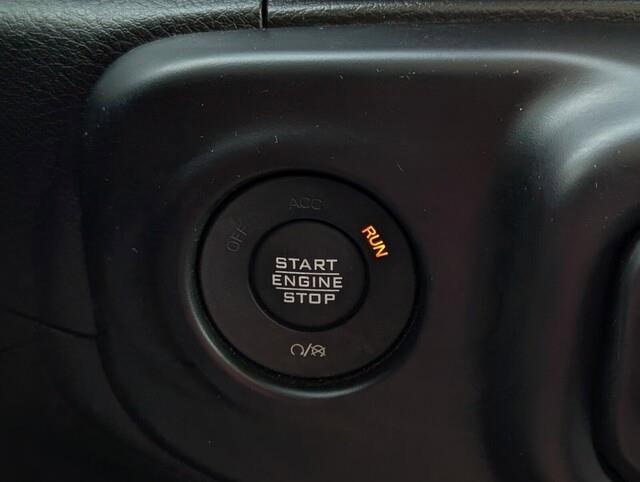 OFF
ACC
RUN
START
ENGINE
STOP